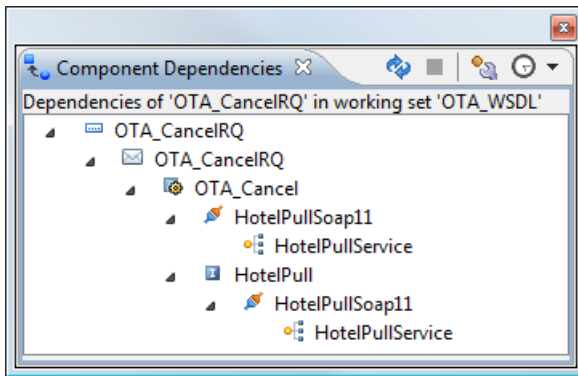 Component Dependencies
Dependencies of 'OTA_CancelRQ' in working set 'OTA_WSDL'
OTA_CancelRQ
OTA_CancelRQ
OTA_Cancel
HotelPullSoap11
HotelPullService
HotelPull
HotelPullSoap11
HotelPullService